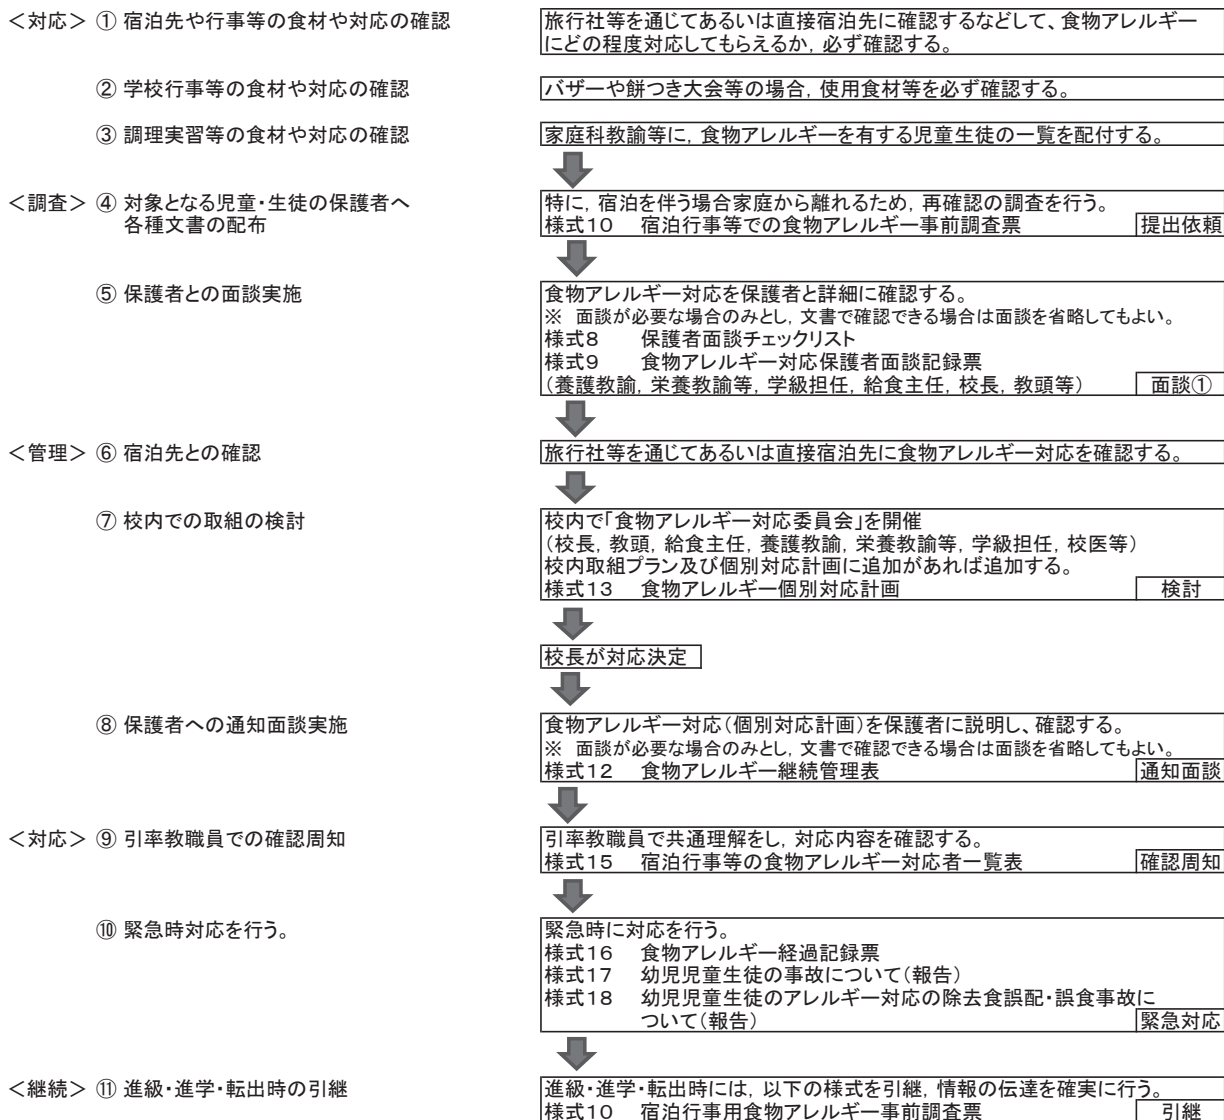 ＜対応＞ ① 宿泊先や行事等の食材や対応の確認
旅行社等を通じてあるいは直接宿泊先に確認するなどして、食物アレルギー
にどの程度対応してもらえるか，必ず確認する。
② 学校行事等の食材や対応の確認
バザーや餅つき大会等の場合，使用食材等を必ず確認する。
③ 調理実習等の食材や対応の確認
家庭科教諭等に，食物アレルギーを有する児童生徒の一覧を配付する。
＜調査＞ ④ 対象となる児童・生徒の保護者へ
各種文書の配布
特に，宿泊を伴う場合家庭から離れるため，再確認の調査を行う。
様式１０　宿泊行事等での食物アレルギー事前調査票　提出依頼
⑤ 保護者との面談実施
食物アレルギー対応を保護者と詳細に確認する。
※　面談が必要な場合のみとし，文書で確認できる場合は面談を省略してもよい。
様式８　保護者面談チェックリスト
様式９　食物アレルギー対応保護者面談記録票
（養護教諭，栄養教諭等，学級担任，給食主任，校長，教頭等）　面談①
＜管理＞ ⑥ 宿泊先との確認
旅行社等を通じてあるいは直接宿泊先に食物アレルギー対応を確認する。
⑦ 校内での取組の検討
校内で「食物アレルギー対応委員会」を開催
（校長，教頭，給食主任，養護教諭，栄養教諭等，学級担任，校医等）
校内取組プラン及び個別対応計画に追加があれば追加する。
様式１３　食物アレルギー個別対応計画　検討
校長が対応決定
⑧ 保護者への通知面談実施
食物アレルギー対応（個別対応計画）を保護者に説明し、確認する。
※　面談が必要な場合のみとし，文書で確認できる場合は面談を省略してもよい。
様式１２　食物アレルギー継続管理表　通知面談
＜対応＞ ⑨ 引率教職員での確認周知
引率教職員で共通理解をし，対応内容を確認する。
様式１５　宿泊行事等の食物アレルギー対応者一覧表　確認周知
⑩ 緊急時対応を行う。
緊急時に対応を行う。
様式１６　食物アレルギー経過記録票
様式１７　幼児児童生徒の事故について（報告）
様式１８　幼児児童生徒のアレルギー対応の除去食誤配・誤食事故に
ついて（報告）　緊急対応
＜継続＞ ⑪ 進級・進学・転出時の引継
進級・進学・転出時には，以下の様式を引継，情報の伝達を確実に行う。
様式１０　宿泊行事用食物アレルギー事前調査票　引継